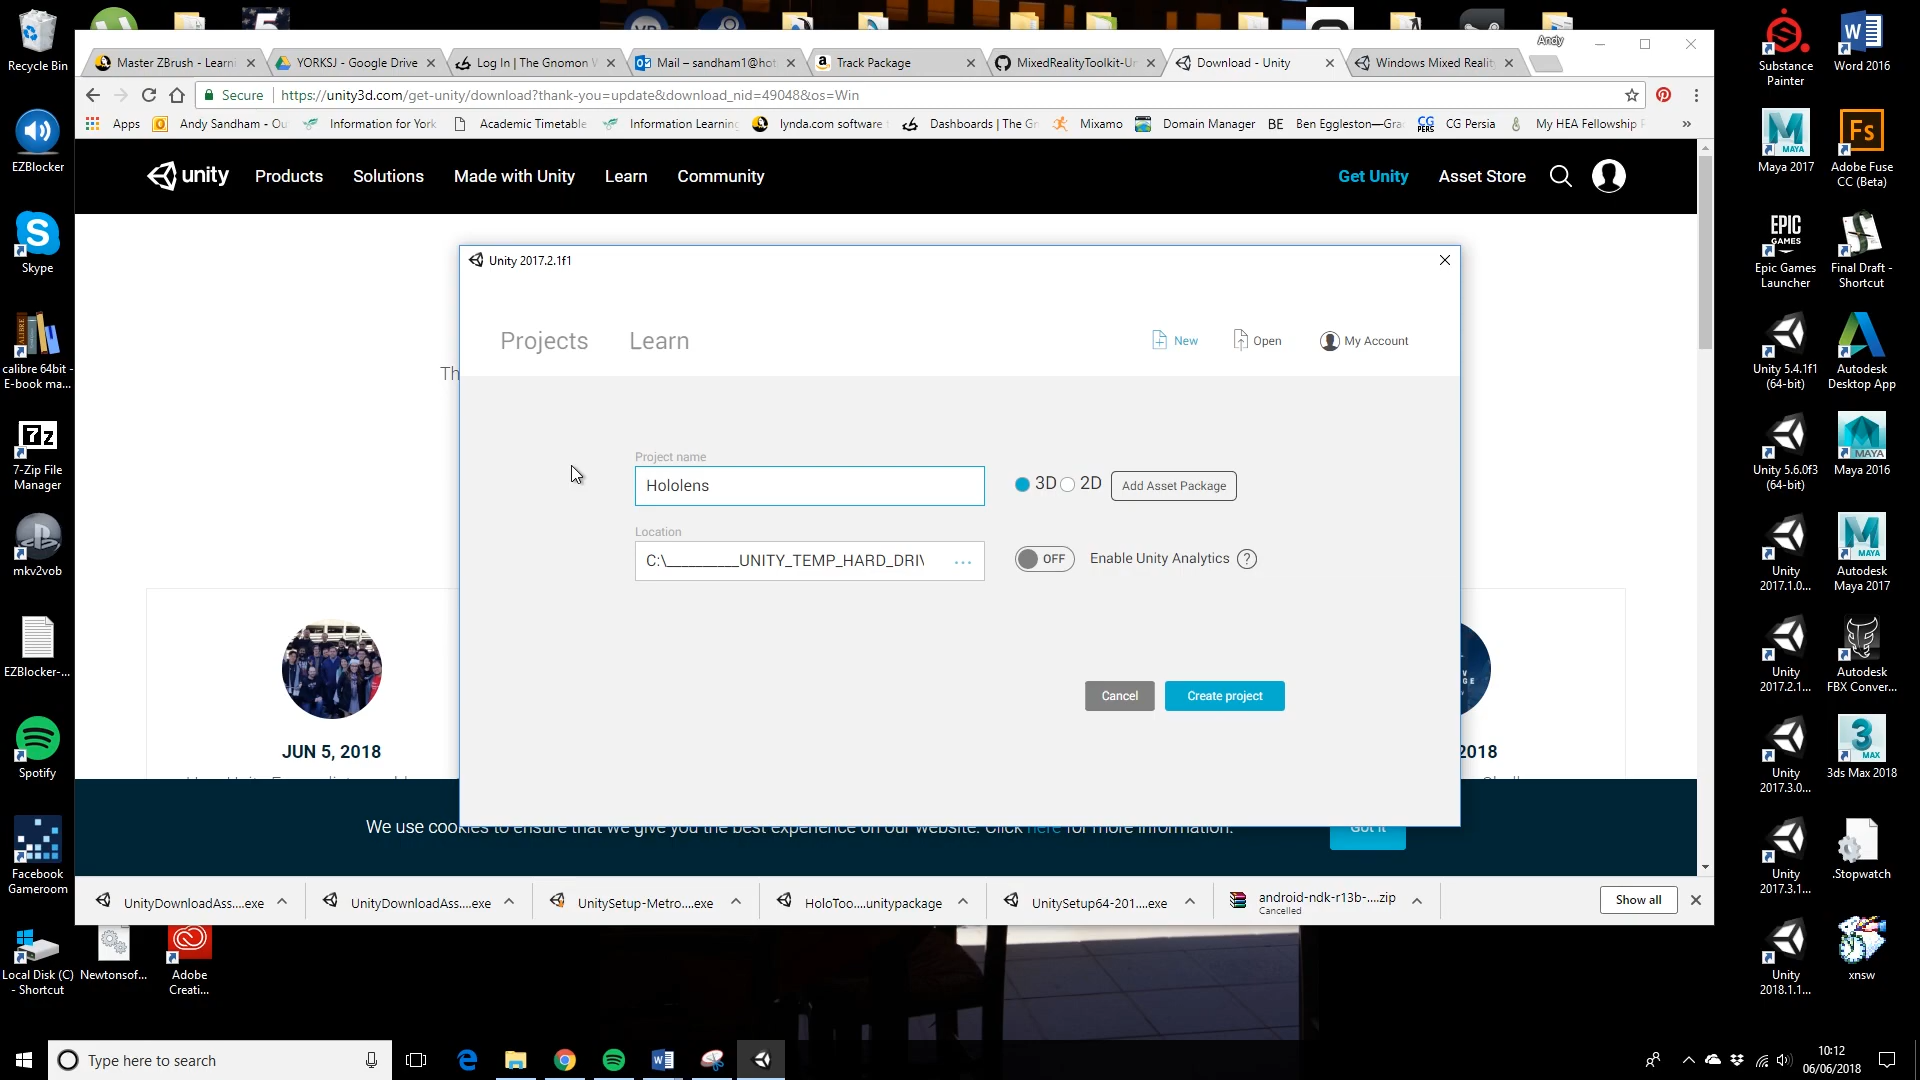 Recycle Bin
EZBlocker
Skype
calibre 64bit -
E-book ma...
7-Zip File
Manager
mkv2vob
EZBlocker-...
Spotify
Facebook
Gameroom
Local Disk (C)
- Shortcut
Newtonsof...
Adobe
Creati...
Andy
Master ZBrush - Learni
YORKSJ - Google Drive
Log In | The Gnomon W
Mail – sandham1@hot
Track Package
MixedRealityToolkit-Un
Download - Unity
Windows Mixed Realit
Secure
https://unity3d.com/get-unity/download?thank-you=update&download_nid=49048&os=Win
Apps
Andy Sandham - Ou
Information for York
Academic Timetable
Information Learning
lynda.com software
Dashboards | The Gn
Mixamo
Domain Manager
BE Ben Eggleston—Gra
CG PERS
CG Persia
My HEA Fellowship
unity
Products
Solutions
Made with Unity
Learn
Community
Get Unity
Asset Store
Th
Unity 2017.2.1f1
Projects
Learn
New
Open
My Account
Project name
Hololens
3D
2D
Add Asset Package
Location
C:\__________UNITY_TEMP_HARD_DRI\
...
OFF
Enable Unity Analytics ?
Cancel
Create project
JUN 5, 2018
2018
We use cookies to ensure that we give you the best experience on our website. Click here for more information.
Got it
UnityDownloadAss....exe
UnityDownloadAss....exe
UnitySetup-Metro....exe
HoloToo....unitypackage
UnitySetup64-201....exe
android-ndk-r13b-....zip
Cancelled
Show all
Substance
Painter
Word 2016
Maya 2017
Adobe Fuse
CC (Beta)
Epic Games
Launcher
Final Draft -
Shortcut
Unity 5.4.1f1
(64-bit)
Autodesk
Desktop App
Unity 5.6.0f3
(64-bit)
Maya 2016
Unity
2017.1.0...
Autodesk
Maya 2017
Unity
2017.2.1...
Autodesk
FBX Conver...
Unity
2017.3.0...
3ds Max 2018
Unity
2017.3.1...
.Stopwatch
Unity
2018.1.1...
xnsw
Type here to search
10:12
06/06/2018